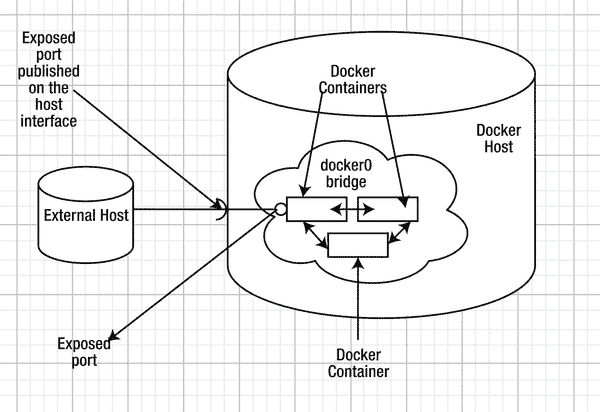 Exposed
port
published
on the
host
interface
Docker
Containers
Docker
Host
docker0
bridge
External Host
Exposed
port
Docker
Container